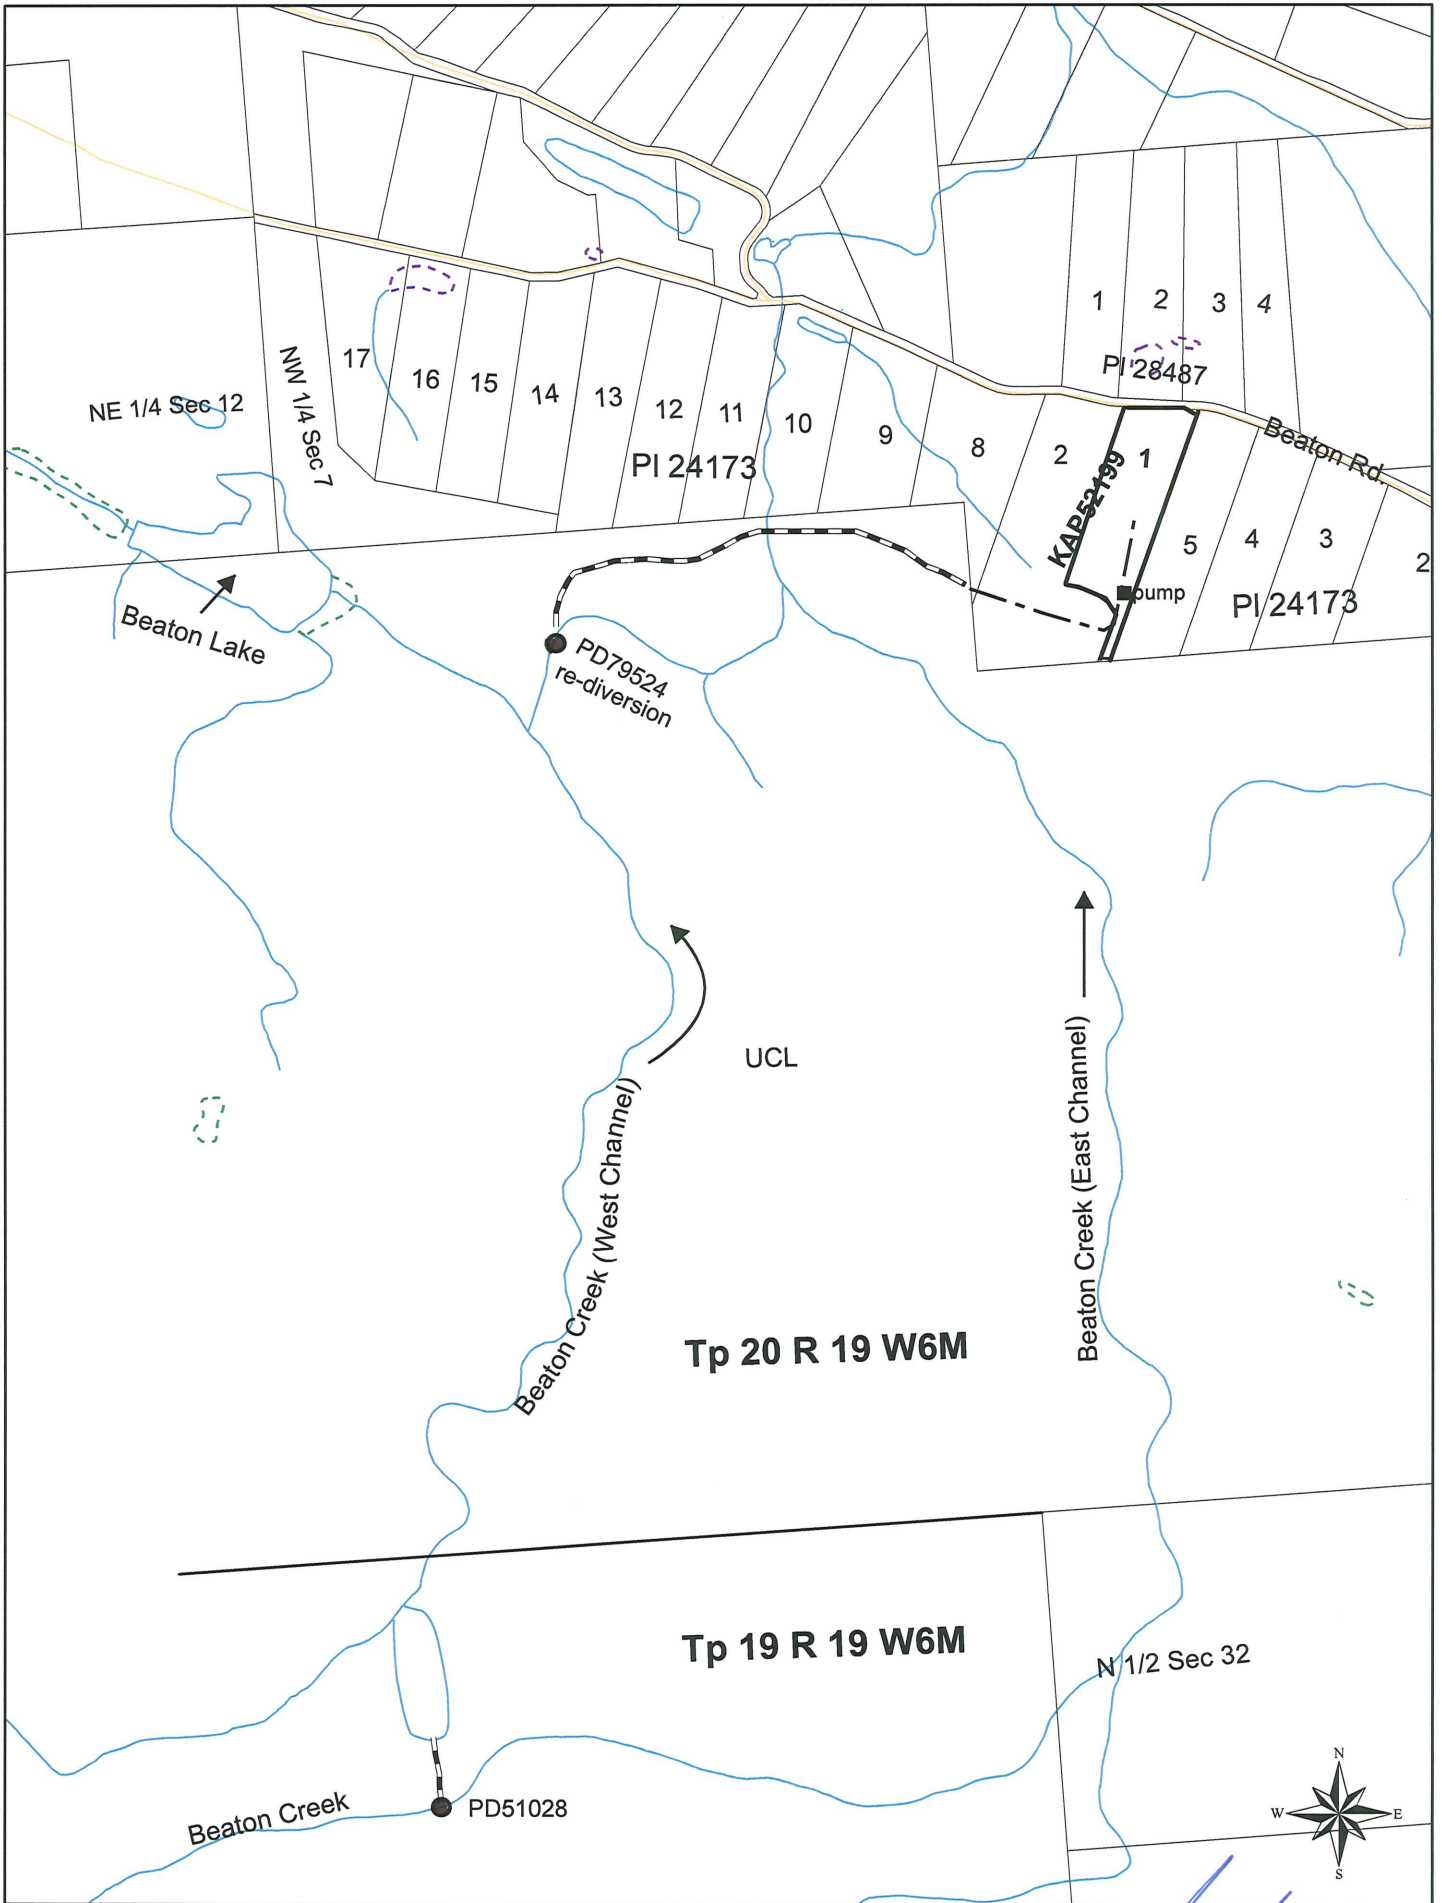 1
2
3
4
Pl 28487
NE 1/4 Sec 12
NW 1/4 Sec 7
17
16
15
14
13
12
11
10
9
8
2
1
5
4
3
2
Pl 24173
KAP52199
Beaton Rd.
pump
Pl 24173
Beaton Lake
PD79524
re-diversion
UCL
Beaton Creek (West Channel)
Beaton Creek (East Channel)
Tp 20 R 19 W6M
Tp 19 R 19 W6M
N 1/2 Sec 32
Beaton Creek
PD51028
N
W
E
S